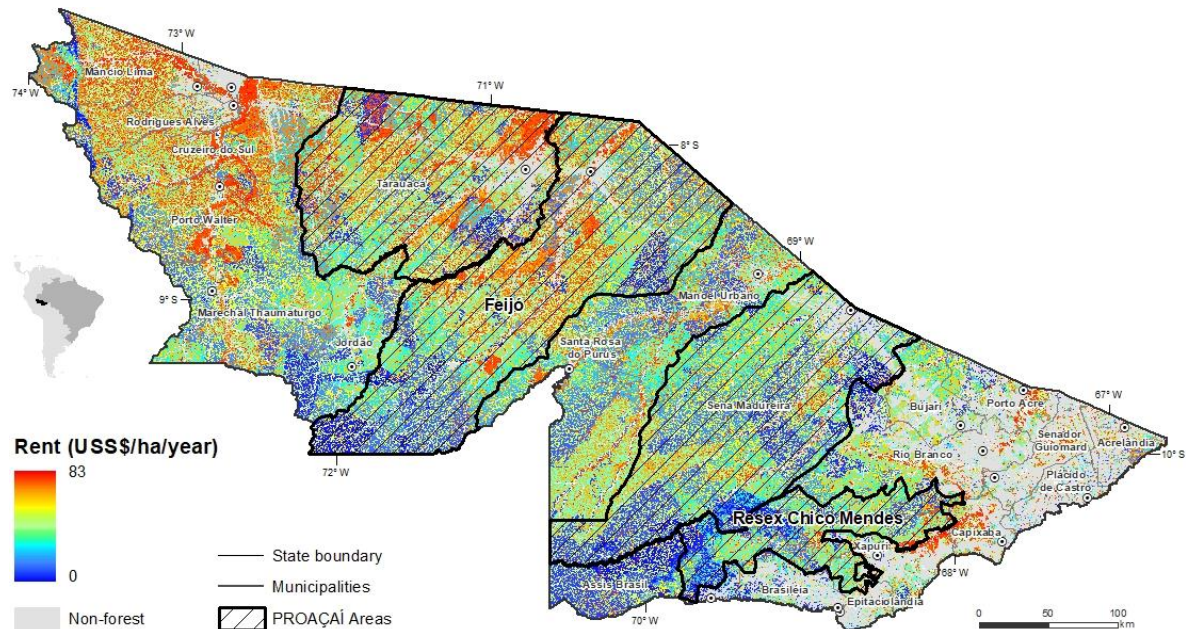 73° W
Mâncio Lima
74° W
71° W
Rodrigues Alves
Cruzeiro do Sul
8° S
Tarauacá
Porto Walter
69° W
9° S
Feijó
Manoel Urbano
Marechal Thaumaturgo
Jordão
Santa Rosa
do Purus
Sena Madureira
Bujari
Porto Acre
67° W
Senador
Guiomard
Acrelândia
Rio Branco
10° S
Plácido
de Castro
72° W
Resex Chico Mendes
Capixaba
Xapuri
68° W
Assis Brasil
Brasiléia
Epitaciolândia
70° W
Rent (USS$/ha/year)
83
0
Non-forest
State boundary
Municipalities
PROAÇAÍ Areas
0 50 100
km